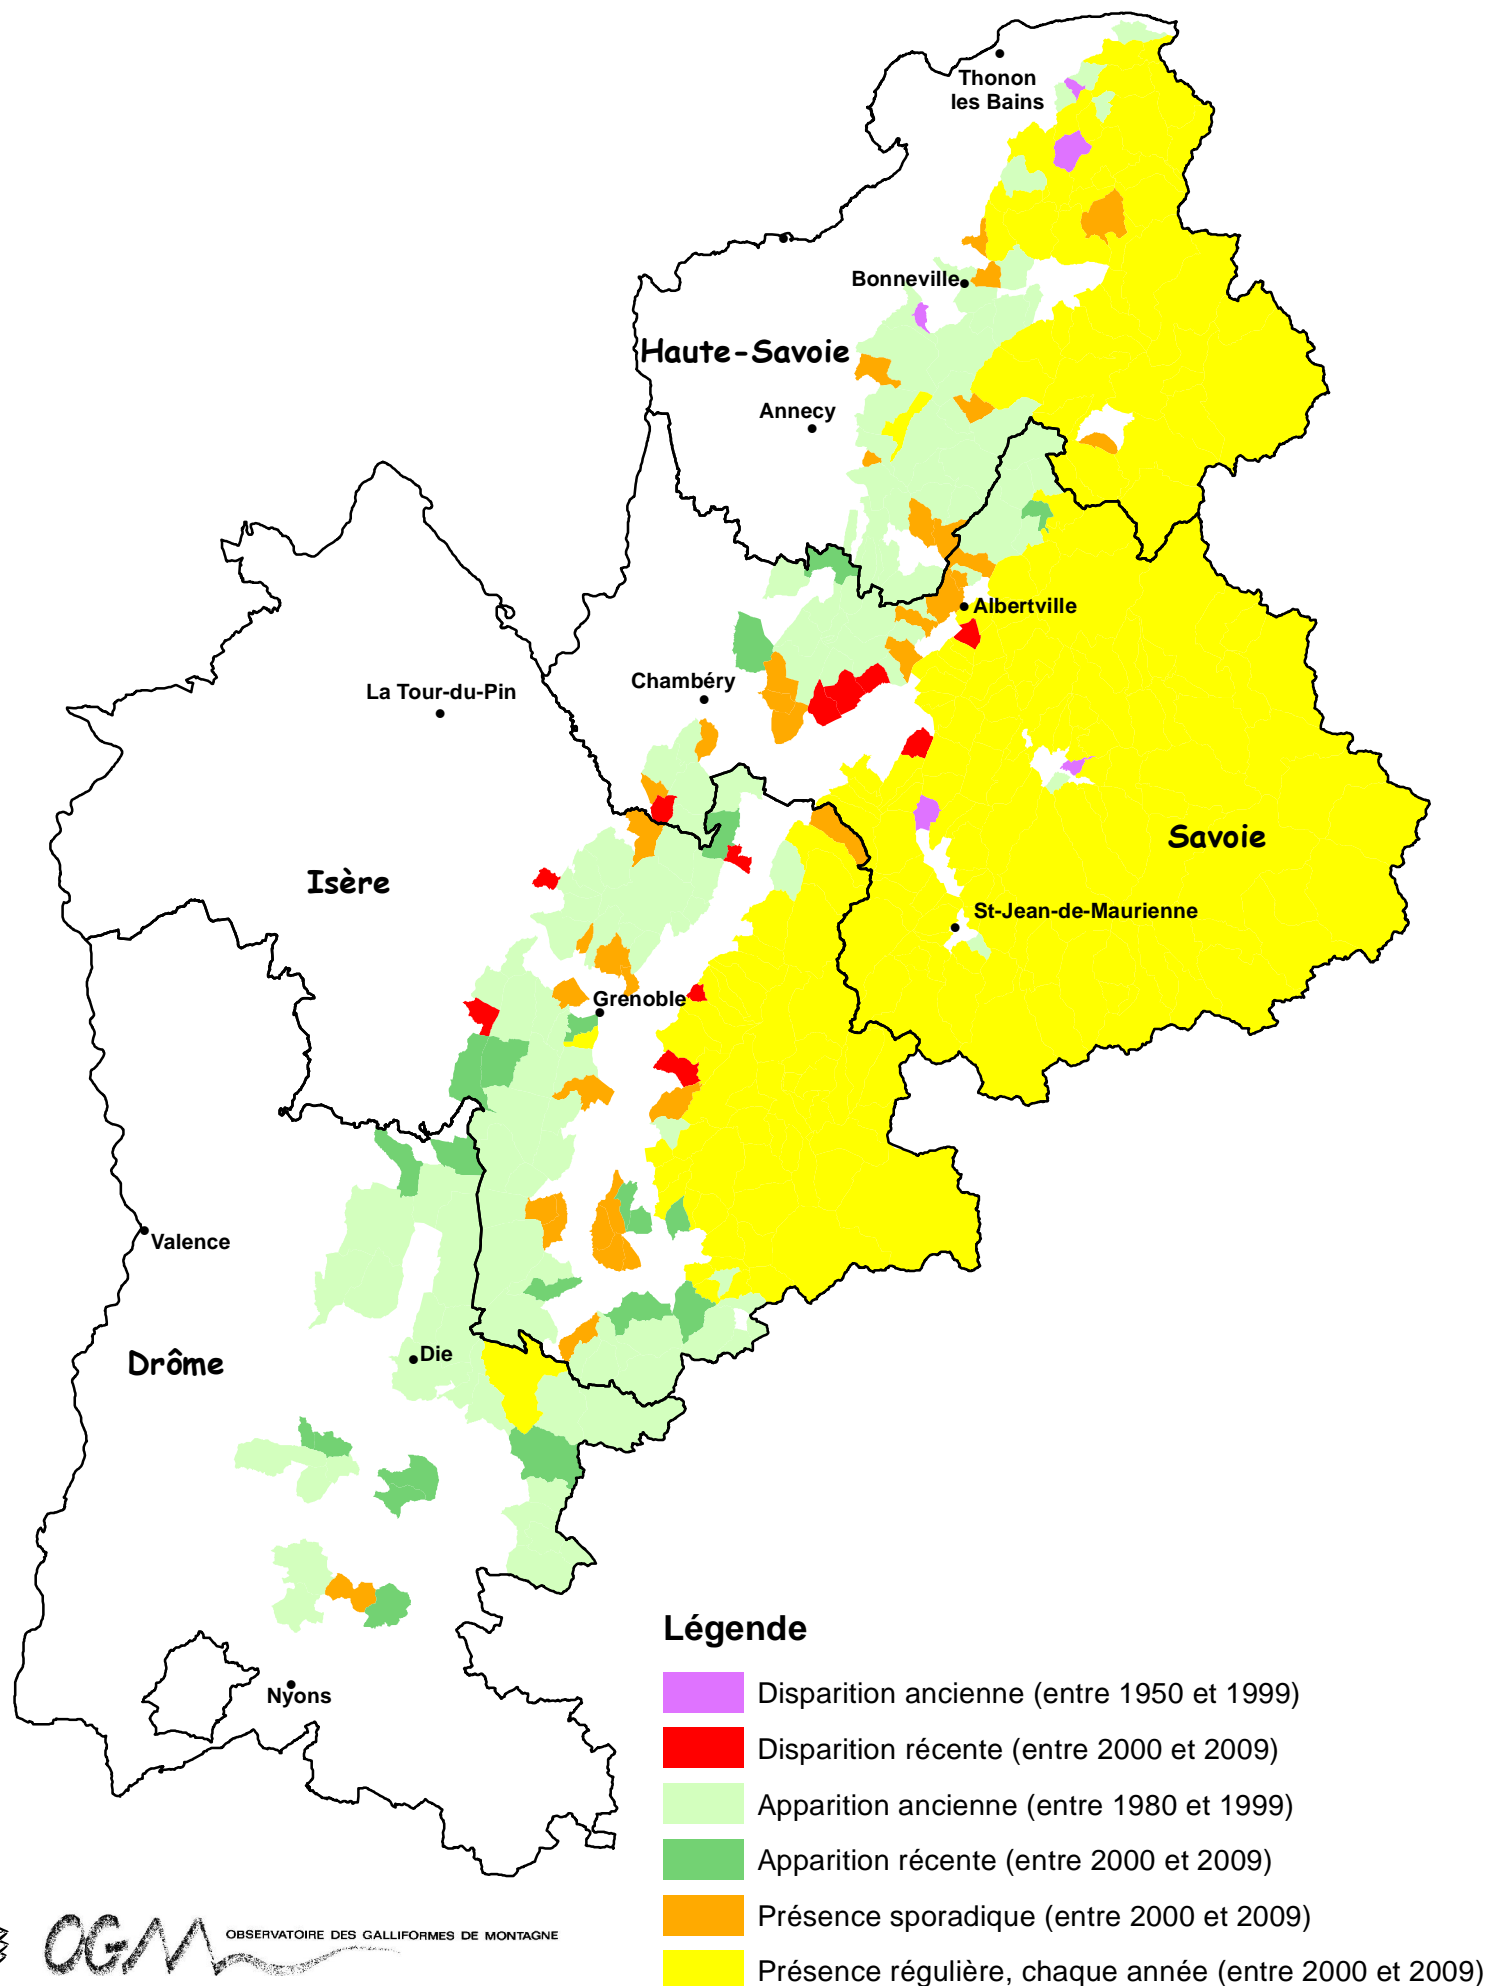 Thonon
les Bains
Bonneville
Haute-Savoie
Annecy
Albertville
Chambéry
La Tour-du-Pin
Savoie
Isère
St-Jean-de-Maurienne
Grenoble
Valence
Die
Drôme
Nyons
Légende
Disparition ancienne (entre 1950 et 1999)
Disparition récente (entre 2000 et 2009)
Apparition ancienne (entre 1980 et 1999)
Apparition récente (entre 2000 et 2009)
Présence sporadique (entre 2000 et 2009)
Présence régulière, chaque année (entre 2000 et 2009)
OGM OBSERVATOIRE DES GALLIFORMES DE MONTAGNE